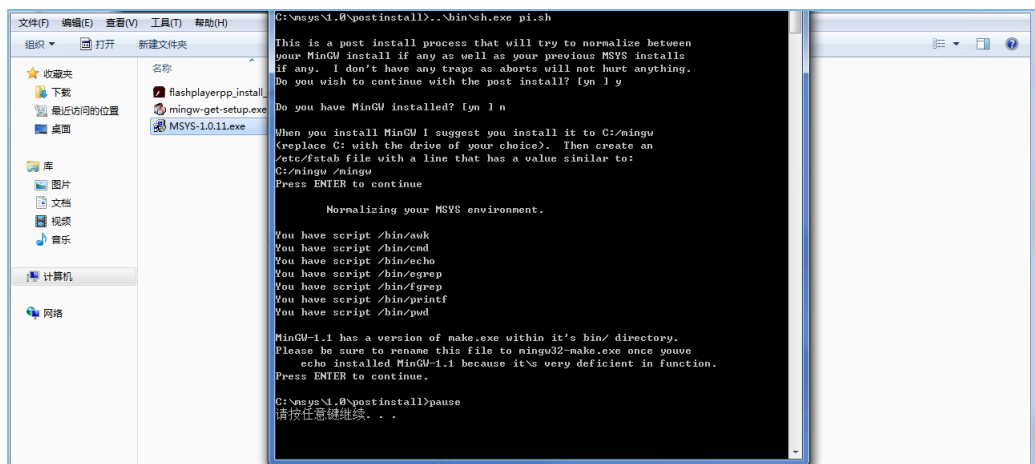 文件(F) 编辑(E) 查看(V) 工具(T) 帮助(H)
组织 打开 新建文件夹
收藏夹
下载
最近访问的位置
桌面
库
图片
文档
视频
音乐
计算机
网络
名称
flashplayerpp_install_
mingw-get-setup.exe
MSYS-1.0.11.exe
C:\msys\1.0\postinstall>..\bin\sh.exe pi.sh
This is a post install process that will try to normalize between
your MinGW install if any as well as your previous MSYS installs
if any. I don't have any traps as aborts will not hurt anything.
Do you wish to continue with the post install? [yn ] y
Do you have MinGW installed? [yn ] n
When you install MinGW I suggest you install it to C:/mingw
(replace C: with the drive of your choice). Then create an
/etc/fstab file with a line that has a value similar to:
C:/mingw /mingw
Press ENTER to continue
Normalizing your MSYS environment.
You have script /bin/awk
You have script /bin/cmd
You have script /bin/echo
You have script /bin/egrep
You have script /bin/fgrep
You have script /bin/printf
You have script /bin/pwd
MinGW-1.1 has a version of make.exe within it's bin/ directory.
Please be sure to rename this file to mingw32-make.exe once youve
echo installed MinGW-1.1 because it\s very deficient in function.
Press ENTER to continue.
C:\msys\1.0\postinstall>pause
请按任意键继续. . .